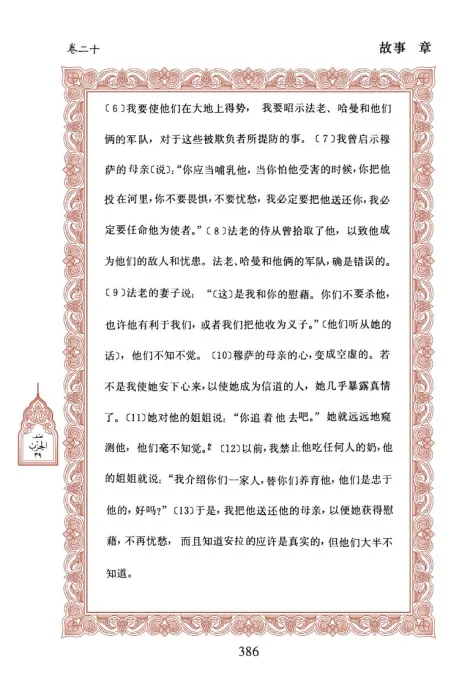 卷二十
故事 章
〔6〕我要使他们在大地上得势， 我要昭示法老、哈曼和他们
俩的军队，对于这些被欺负者所提防的事。〔7〕我曾启示穆
萨的母亲〔说〕：“你应当哺乳他，当你怕他受害的时候，你把他
投在河里，你不要畏惧，不要忧愁，我必定要把他送还你，我必
定要任命他为使者。”〔8〕法老的侍从曾拾取了他，以致他成
为他们的敌人和忧患。法老、哈曼和他俩的军队，确是错误的。
〔9〕法老的妻子说： “〔这〕是我和你的慰藉。你们不要杀他，
也许他有利于我们，或者我们把他收为义子。”〔他们听从她的
话〕，他们不知不觉。〔10〕穆萨的母亲的心，变成空虚的。若
不是我使她安下心来，以使她成为信道的人，她几乎暴露真情
了。〔11〕她对他的姐姐说：“你追着他去吧。” 她就远远地窥
测他，他们毫不知觉。〔12〕以前，我禁止他吃任何人的奶，他
的姐姐就说：“我介绍你们一家人，替你们养育他，他们是忠于
他的，好吗？”〔13〕于是，我把他送还他的母亲，以便她获得慰
藉，不再忧愁， 而且知道安拉的应许是真实的，但他们大半不
知道。
نصف
الحزب
٣٩
386